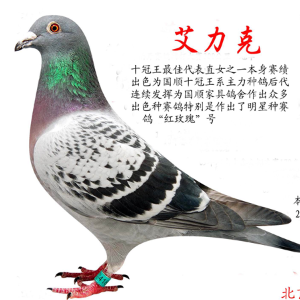 艾力克
十冠王最佳代表直女之一本身赛绩
出色为国顺十冠王系主力种鸽后代
连续发挥为国顺家具鸽舍作出众多
出色种赛鸽特别是作出了明星种赛
鸽“红玫瑰”号
本
2
北京